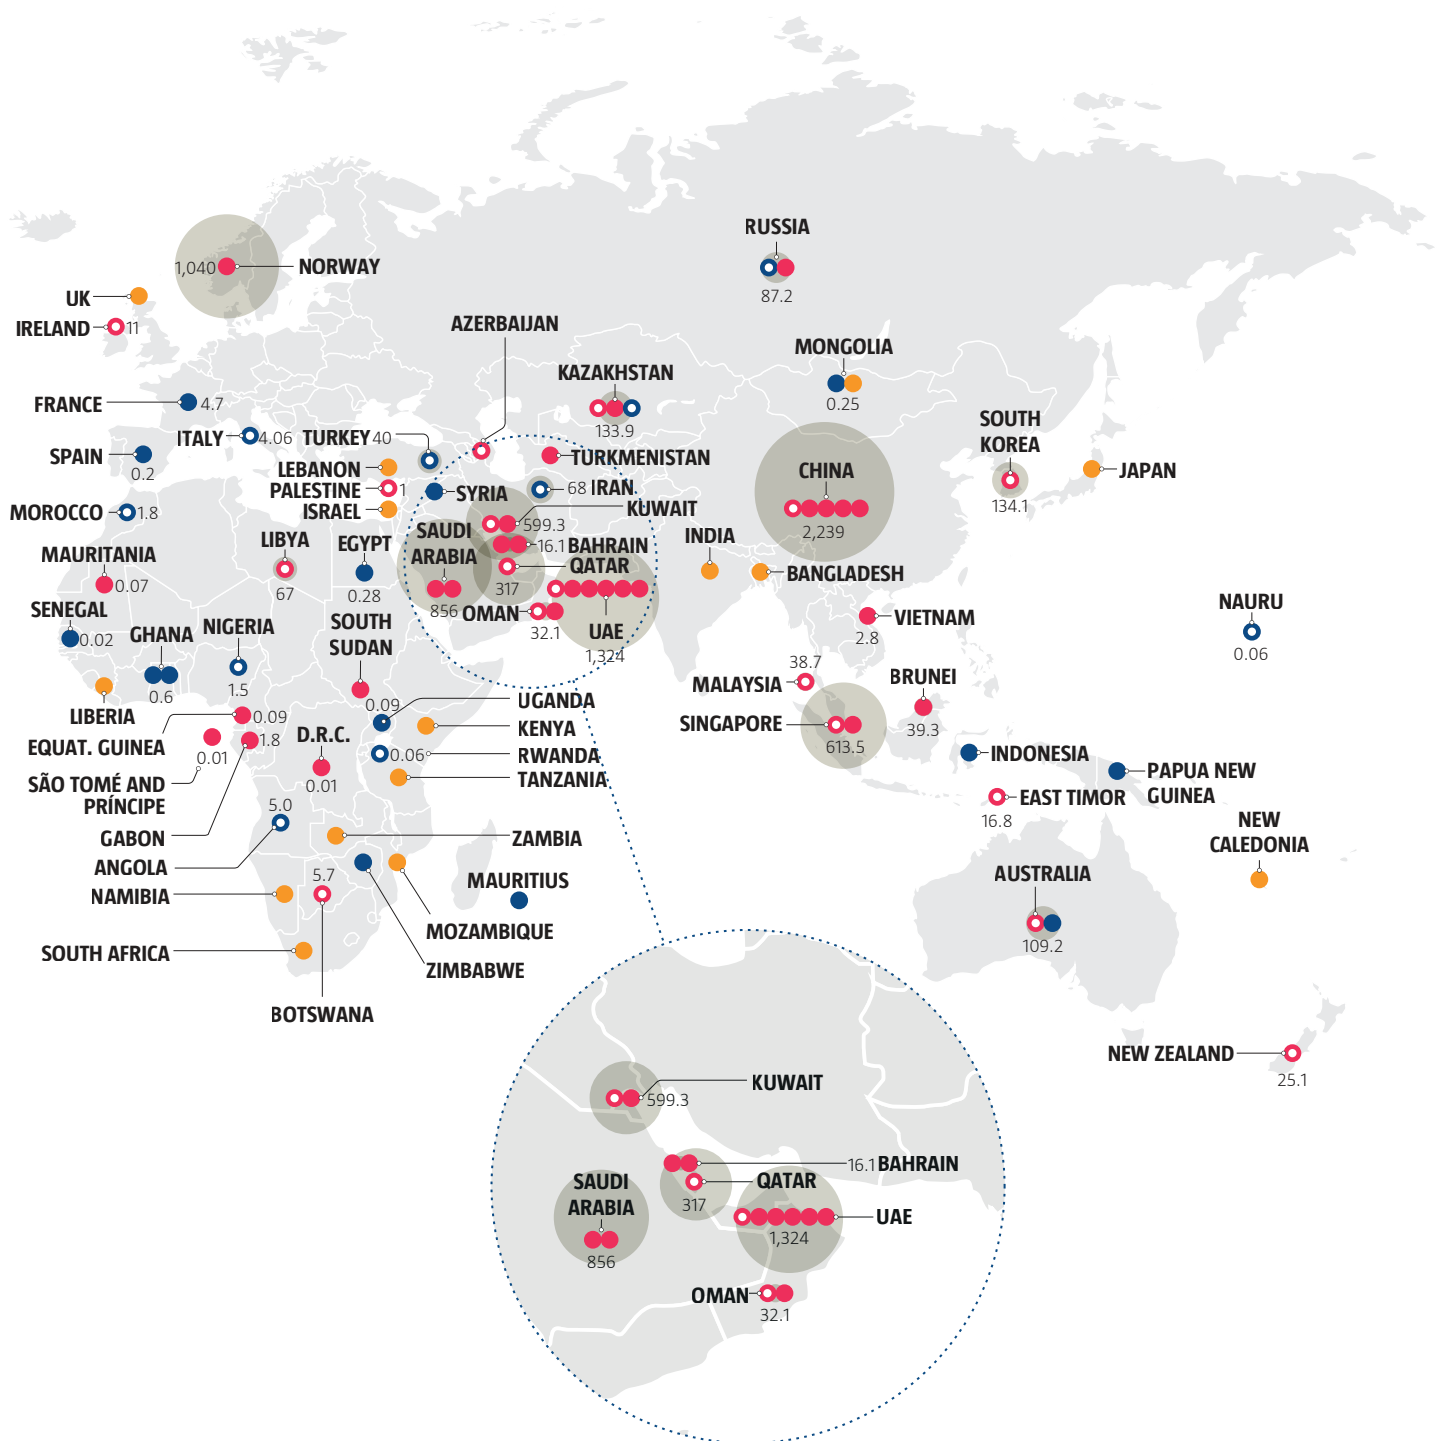 RUSSIA
87.2
1,040
NORWAY
UK
IRELAND
11
AZERBAIJAN
MONGOLIA
0.25
KAZAKHSTAN
133.9
FRANCE
4.7
SOUTH
KOREA
134.1
ITALY
4.06
TURKEY
40
SPAIN
0.2
LEBANON
PALESTINE
1
ISRAEL
TURKMENISTAN
CHINA
2,239
JAPAN
SYRIA
68
IRAN
MOROCCO
1.8
KUWAIT
599.3
LIBYA
67
EGYPT
0.28
SAUDI
ARABIA
856
16.1
BAHRAIN
QATAR
317
INDIA
BANGLADESH
MAURITANIA
0.07
SENEGAL
0.02
GHANA
0.6
NIGERIA
1.5
SOUTH
SUDAN
0.09
OMAN
32.1
UAE
1,324
VIETNAM
2.8
NAURU
0.06
38.7
MALAYSIA
BRUNEI
39.3
SINGAPORE
613.5
LIBERIA
EQUAT. GUINEA
0.09
1.8
0.01
SÃO TOMÉ AND
PRÍNCIPE
D.R.C.
0.01
UGANDA
KENYA
0.06
RWANDA
TANZANIA
INDONESIA
PAPUA NEW
GUINEA
EAST TIMOR
16.8
GABON
5.0
ANGOLA
ZAMBIA
NEW
CALEDONIA
NAMIBIA
5.7
MAURITIUS
AUSTRALIA
109.2
MOZAMBIQUE
SOUTH AFRICA
ZIMBABWE
BOTSWANA
NEW ZEALAND
25.1
KUWAIT
599.3
16.1
BAHRAIN
SAUDI
ARABIA
856
QATAR
317
UAE
1,324
OMAN
32.1